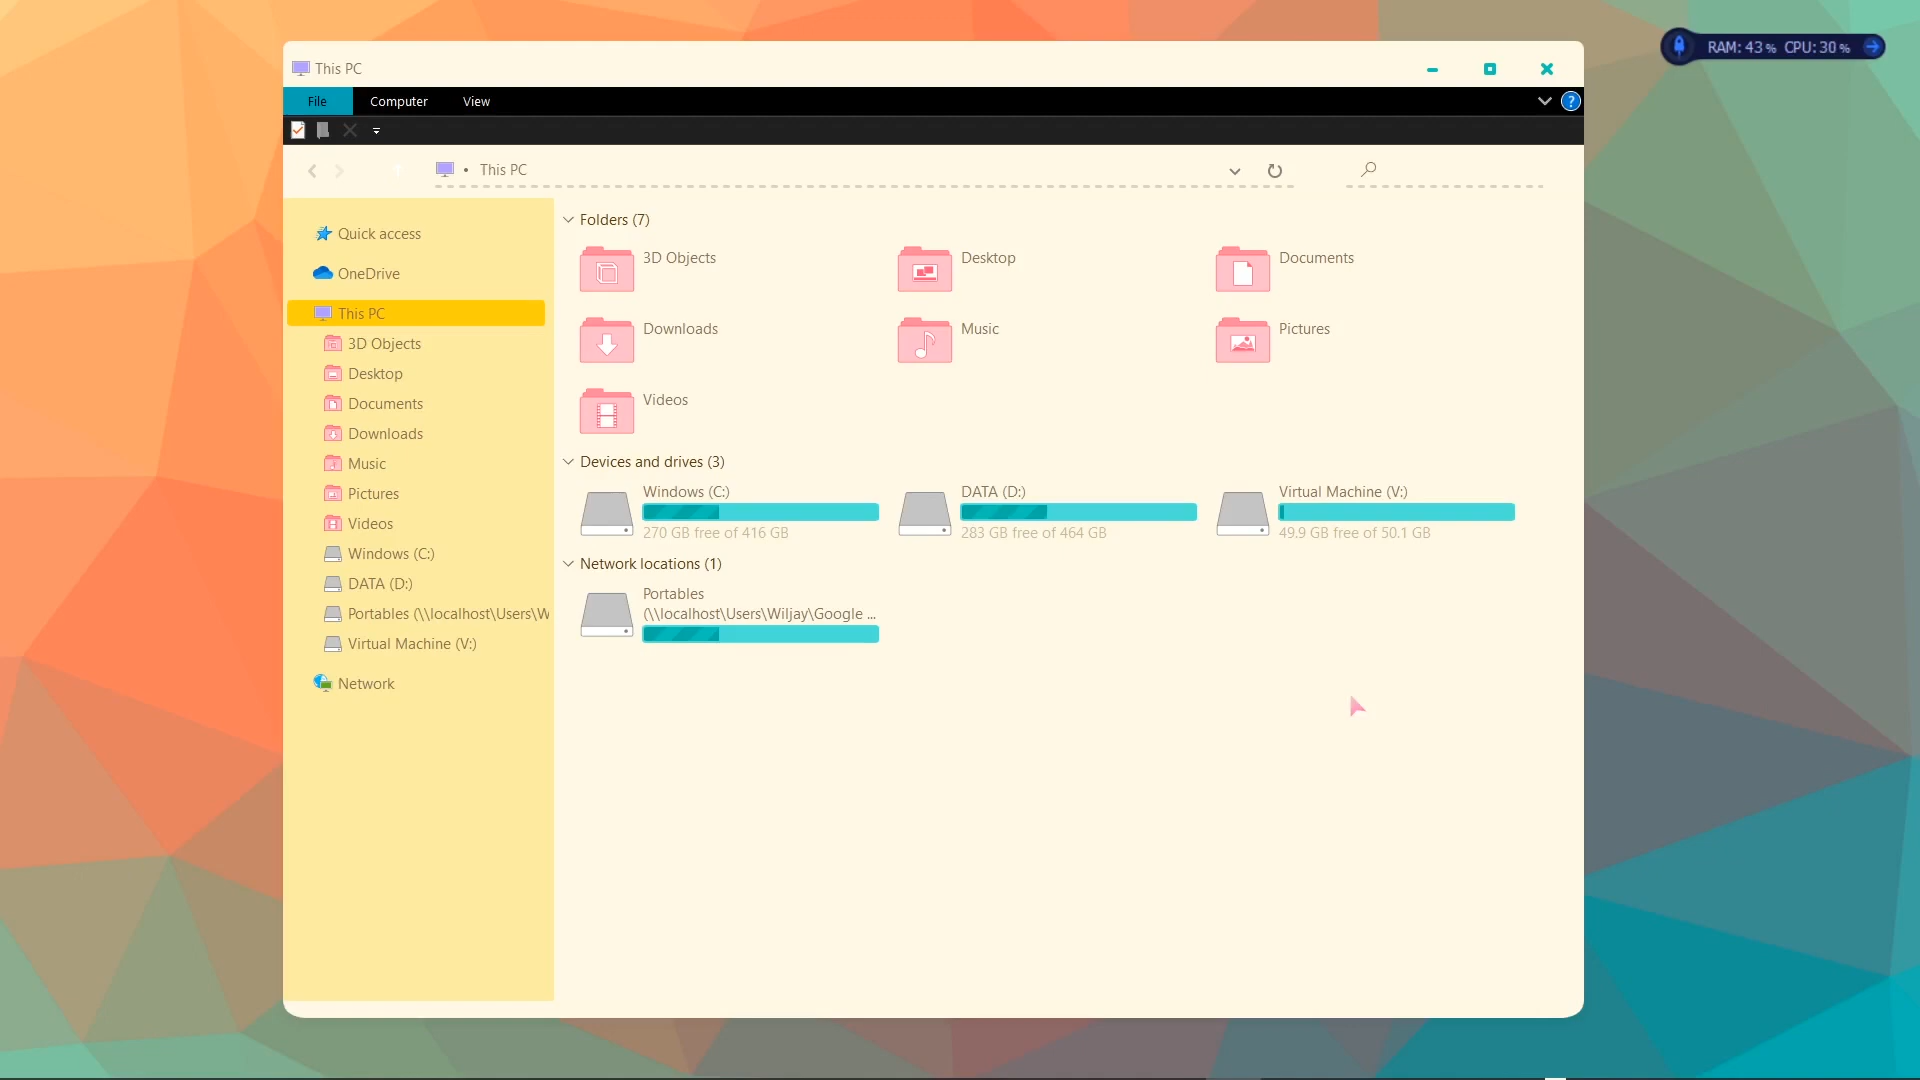 This PC
RAM: 43 % CPU: 30 %
File Computer View
?
This PC
Quick access
OneDrive
This PC
3D Objects
Desktop
Documents
Downloads
Music
Pictures
Videos
Windows (C:)
DATA (D:)
Portables (\\localhost\Users\W
Virtual Machine (V:)
Network
Folders (7)
3D Objects
Desktop
Documents
Downloads
Music
Pictures
Videos
Devices and drives (3)
Windows (C:)
270 GB free of 416 GB
DATA (D:)
283 GB free of 464 GB
Virtual Machine (V:)
49.9 GB free of 50.1 GB
Network locations (1)
Portables
(\\localhost\Users\Wiljay\Google ...